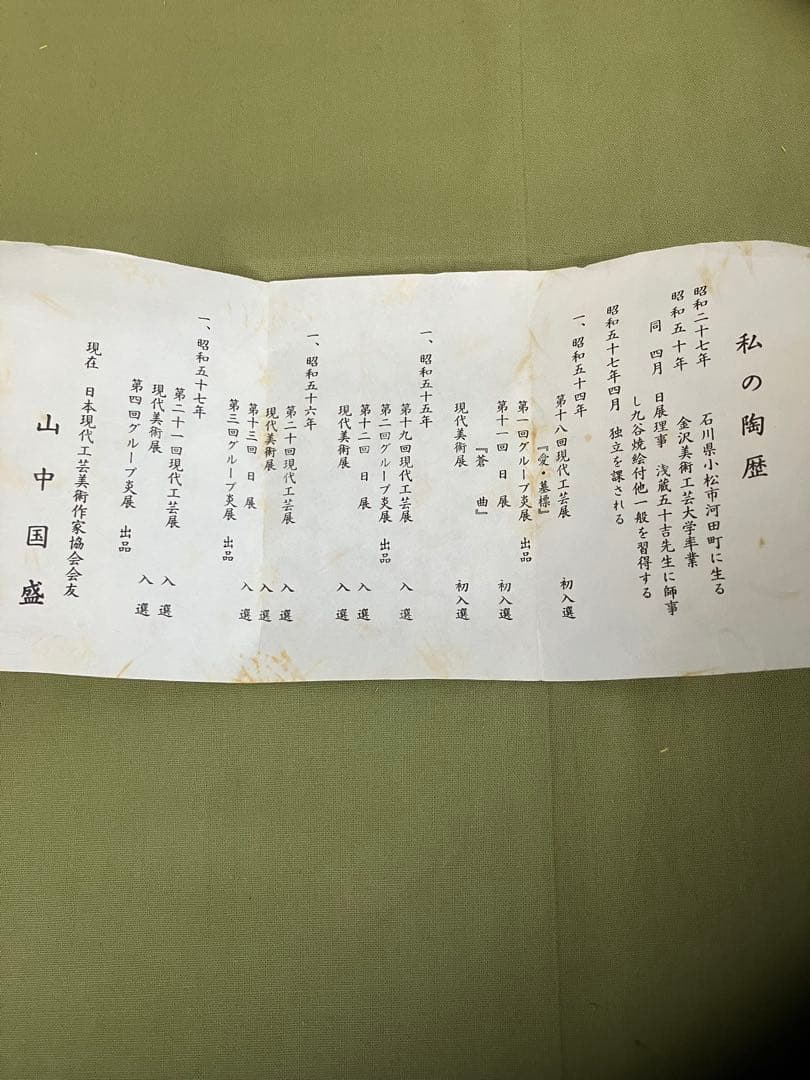 私の陶歴
昭和二十七年 石川県小松市河田町に生る
昭和五十年 金沢美術工芸大学卒業
同 四月 日展理事 浅蔵五十吉先生に師事
し九谷焼絵付他一般を習得する
昭和五十七年四月 独立を課される
一、昭和五十四年
第十八回現代工芸展 初入選
『愛・墓標』
第一回グループ炎展 出品
第十一回 日展 初入選
『蒼曲』
現代美術展 初入選
一、昭和五十五年
第十九回現代工芸展 入選
第二回グループ炎展 出品
第十二回 日展 入選
現代美術展 入選
一、昭和五十六年
第二十回現代工芸展 入選
現代美術展 入選
第十三回 日展 入選
第三回グループ炎展 出品
一、昭和五十七年
第二十一回現代工芸展 入選
現代美術展 入選
第四回グループ炎展 出品
現在 日本現代工芸美術作家協会会友
山中国盛